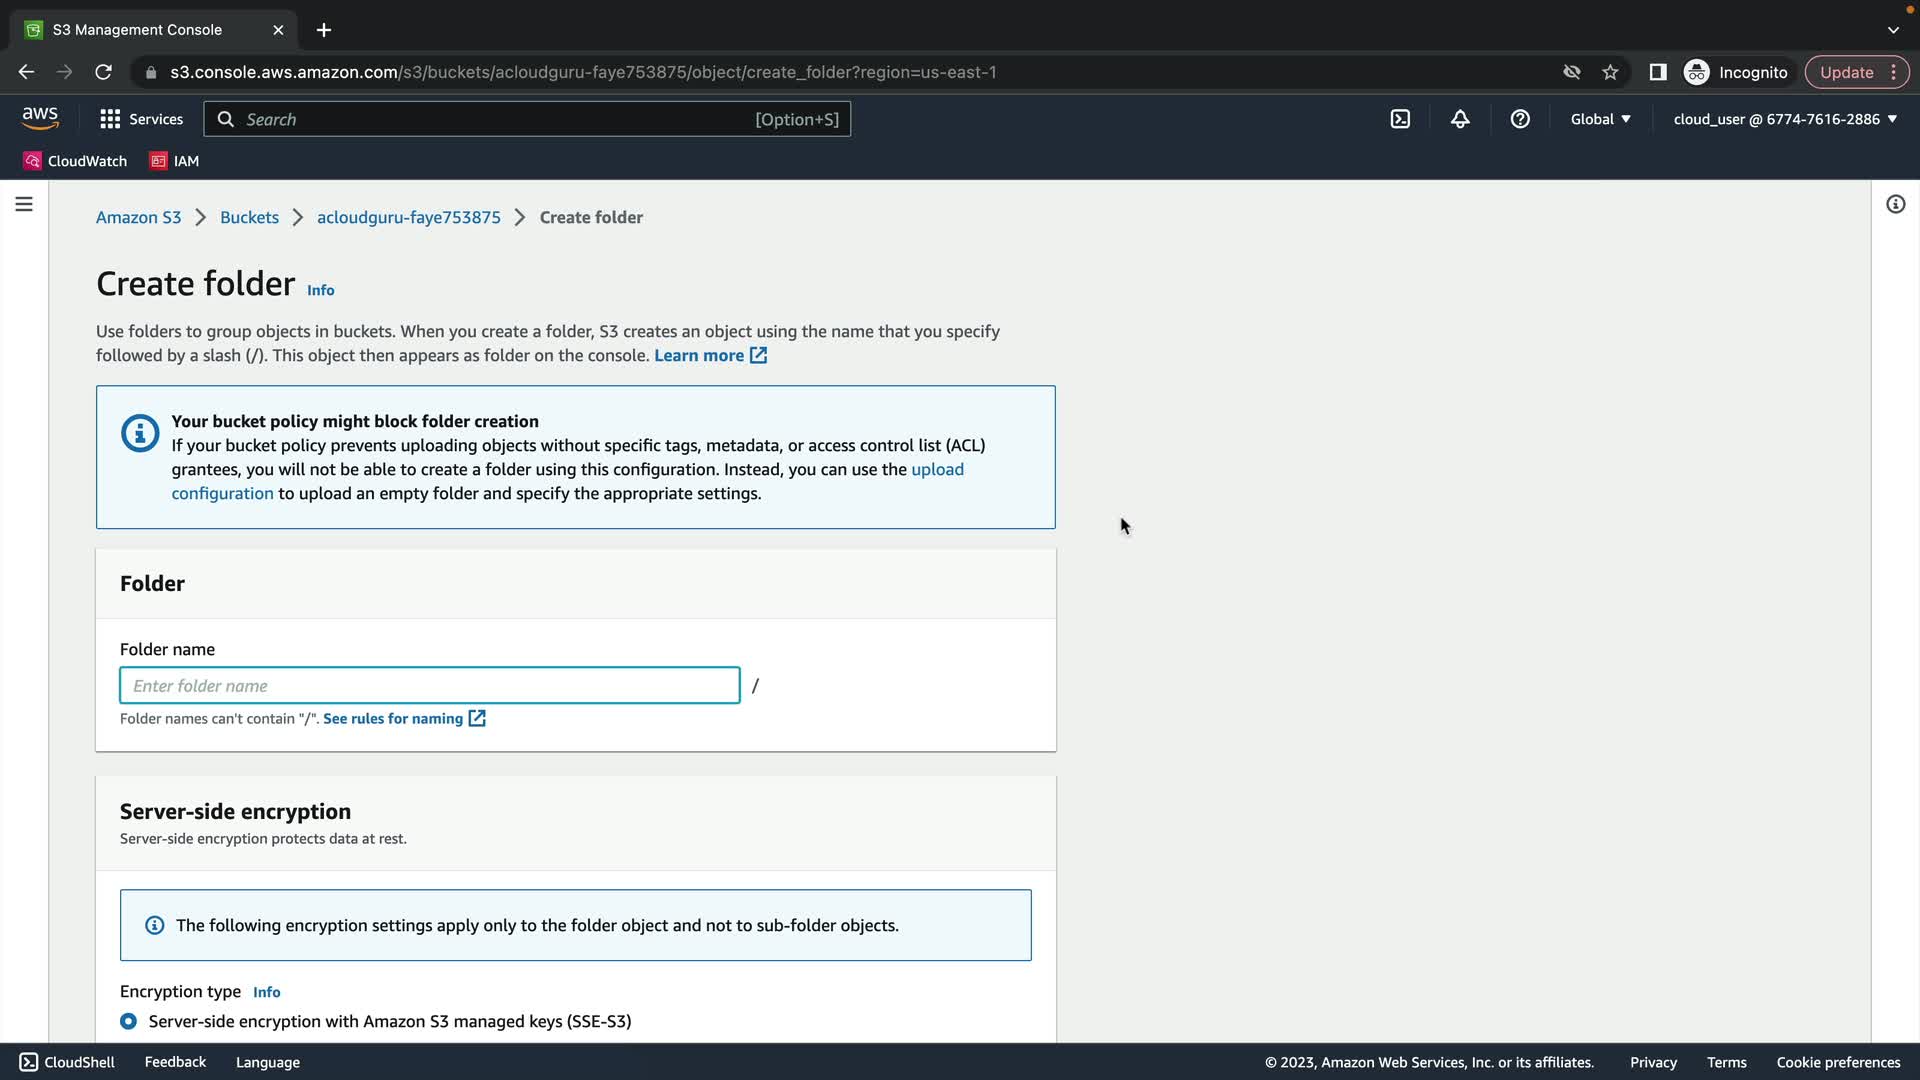 S3 Management Console
s3.console.aws.amazon.com/s3/buckets/acloudguru-faye753875/object/create_folder?region=us-east-1
Incognito
Update
aws
Services
Search
[Option+S]
Global
cloud_user @ 6774-7616-2886
CloudWatch
IAM
Amazon S3
Buckets
acloudguru-faye753875
Create folder
Create folder
Info
Use folders to group objects in buckets. When you create a folder, S3 creates an object using the name that you specify
followed by a slash (/). This object then appears as folder on the console. Learn more
Your bucket policy might block folder creation
If your bucket policy prevents uploading objects without specific tags, metadata, or access control list (ACL)
grantees, you will not be able to create a folder using this configuration. Instead, you can use the upload
configuration to upload an empty folder and specify the appropriate settings.
Folder
Folder name
Enter folder name
/
Folder names can't contain "/". See rules for naming
Server-side encryption
Server-side encryption protects data at rest.
The following encryption settings apply only to the folder object and not to sub-folder objects.
Encryption type
Info
Server-side encryption with Amazon S3 managed keys (SSE-S3)
CloudShell
Feedback
Language
© 2023, Amazon Web Services, Inc. or its affiliates.
Privacy
Terms
Cookie preferences